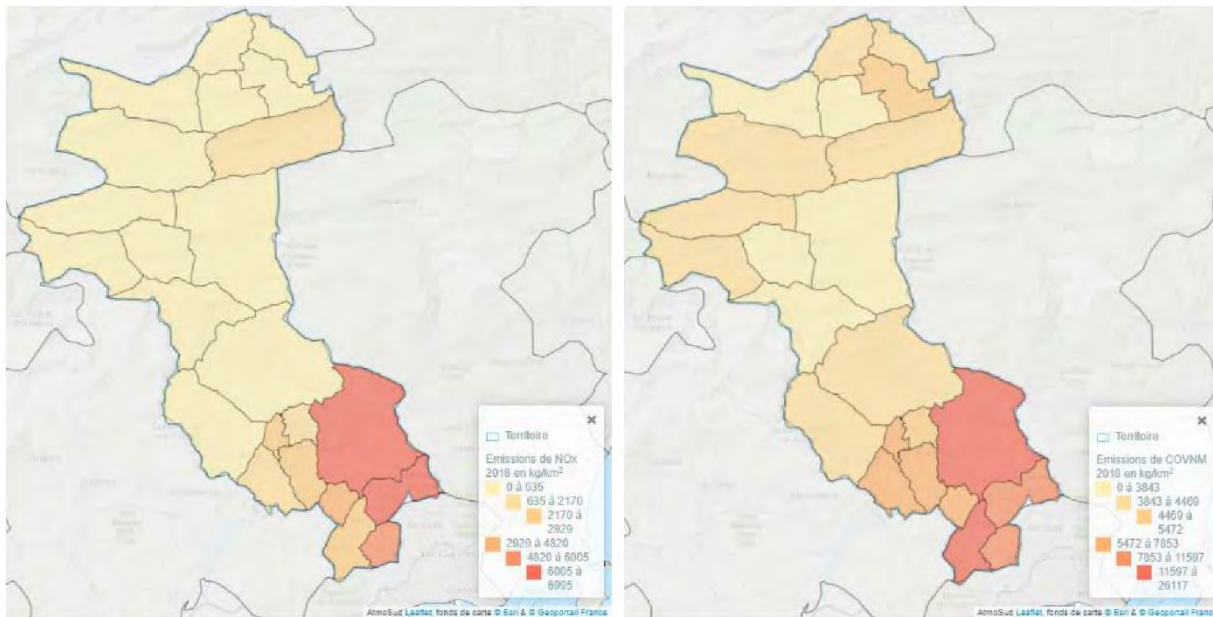 ×
Territoire
Emissions de NOx
2018 en kg/km²
0 à 635
635 à 2170
2170 à
2929
2929 à 4820
4820 à 6005
6005 à
6995
AtmoSud Leaflet, fonds de carte © Esri & © Geoportail France
×
Territoire
Emissions de COVNM
2018 en kg/km²
0 à 3843
3843 à 4469
4469 à
5472
5472 à 7853
7853 à 11597
11597 à
26117
AtmoSud Leaflet, fonds de carte © Esri & © Geoportail France